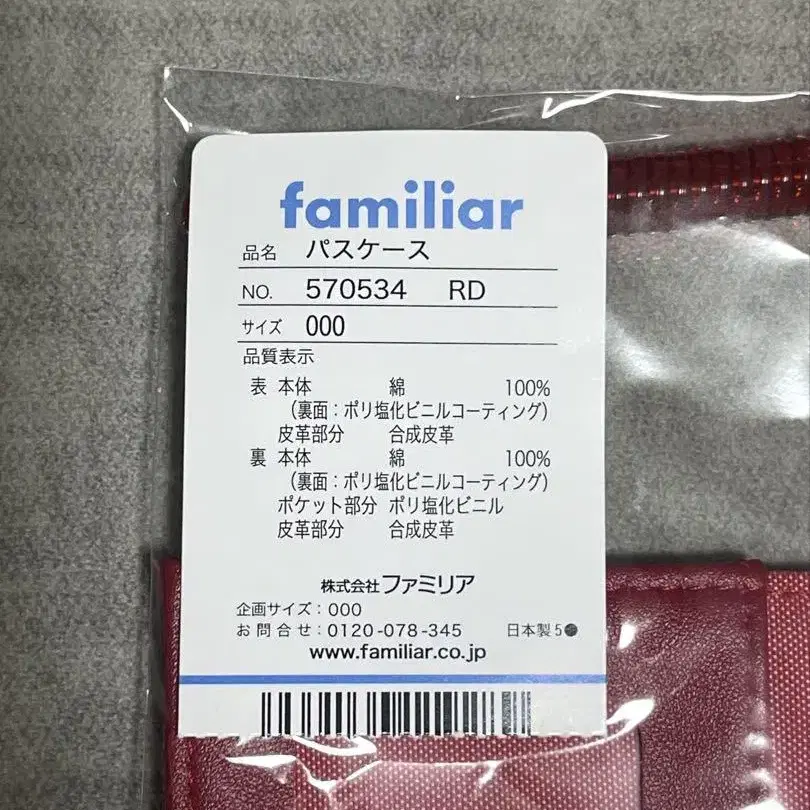 familiar
品名 パスケース
NO. 570534 RD
サイズ 000
品質表示
表 本体 綿 100%
（裏面：ポリ塩化ビニルコーティング）
皮革部分 合成皮革
裏 本体 綿 100%
（裏面：ポリ塩化ビニルコーティング）
ポケット部分 ポリ塩化ビニル
皮革部分 合成皮革
株式会社ファミリア
企画サイズ：000
お問合せ：0120-078-345 日本製 5●
www.familiar.co.jp